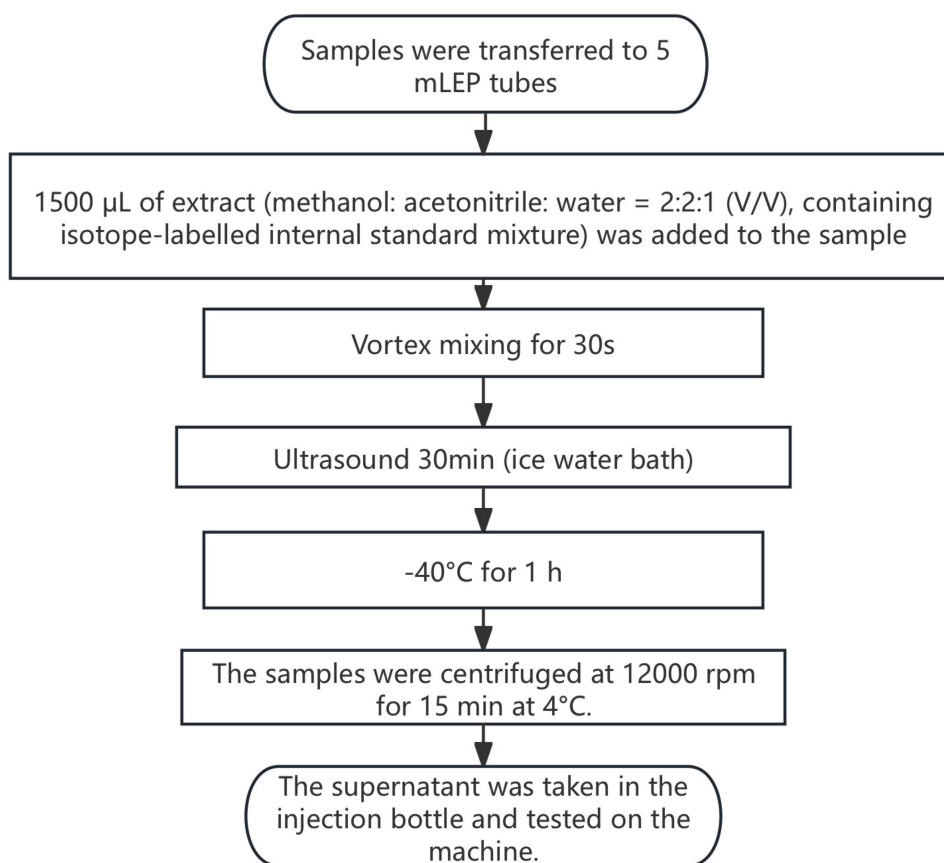 Samples were transferred to 5
mLEP tubes
1500 μL of extract (methanol: acetonitrile: water = 2:2:1 (V/V), containing
isotope-labelled internal standard mixture) was added to the sample
Vortex mixing for 30s
Ultrasound 30min (ice water bath)
-40°C for 1 h
The samples were centrifuged at 12000 rpm
for 15 min at 4°C.
The supernatant was taken in the
injection bottle and tested on the
machine.